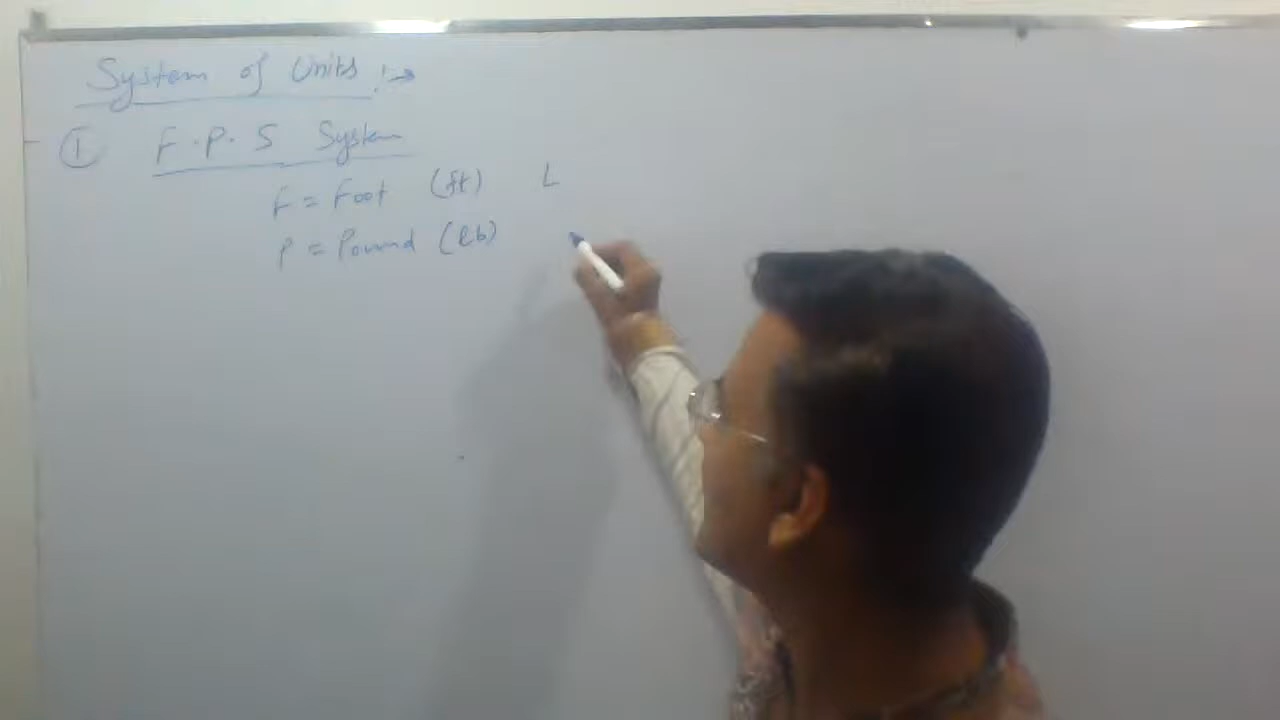 System of Units :→
① F.P.S System
F = Foot (ft) L
P = Pound (lb)